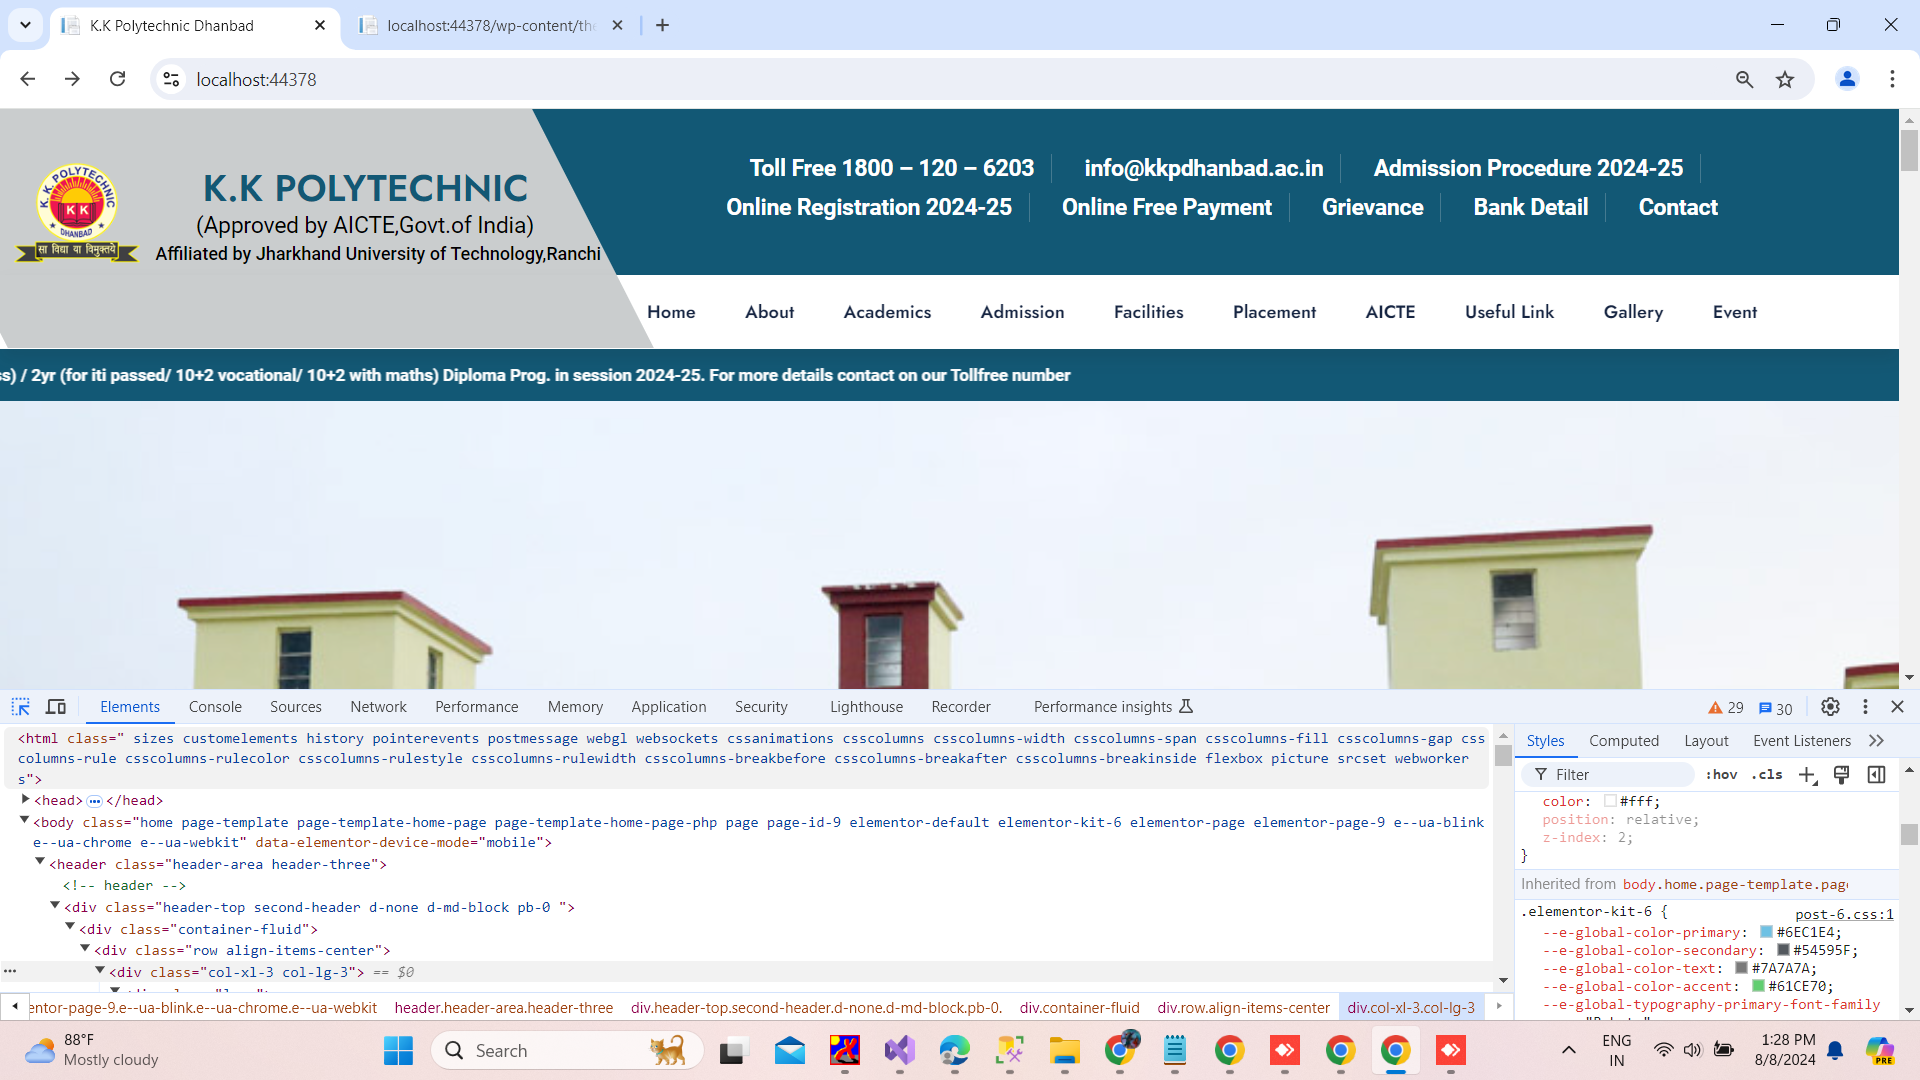 K.K Polytechnic Dhanbad
localhost:44378/wp-content/the
localhost:44378
K.K. POLYTECHNIC
K K
DHANBAD
सा विद्या या विमुक्तये
K.K POLYTECHNIC
(Approved by AICTE,Govt.of India)
Affiliated by Jharkhand University of Technology,Ranchi
Toll Free 1800 – 120 – 6203
info@kkpdhanbad.ac.in
Admission Procedure 2024-25
Online Registration 2024-25
Online Free Payment
Grievance
Bank Detail
Contact
Home About Academics Admission Facilities Placement AICTE Useful Link Gallery Event
ss) / 2yr (for iti passed/ 10+2 vocational/ 10+2 with maths) Diploma Prog. in session 2024-25. For more details contact on our Tollfree number
Elements Console Sources Network Performance Memory Application Security Lighthouse Recorder Performance insights 29 30
<html class=" sizes customelements history pointerevents postmessage webgl websockets cssanimations csscolumns csscolumns-width csscolumns-span csscolumns-fill csscolumns-gap css
columns-rule csscolumns-rulecolor csscolumns-rulestyle csscolumns-rulewidth csscolumns-breakbefore csscolumns-breakafter csscolumns-breakinside flexbox picture srcset webworker
s">
<head> ••• </head>
<body class="home page-template page-template-home-page page-template-home-page-php page page-id-9 elementor-default elementor-kit-6 elementor-page elementor-page-9 e--ua-blink
e--ua-chrome e--ua-webkit" data-elementor-device-mode="mobile">
<header class="header-area header-three">
<!-- header -->
<div class="header-top second-header d-none d-md-block pb-0 ">
<div class="container-fluid">
<div class="row align-items-center">
<div class="col-xl-3 col-lg-3"> == $0
entor-page-9.e--ua-blink.e--ua-chrome.e--ua-webkit header.header-area.header-three div.header-top.second-header.d-none.d-md-block.pb-0. div.container-fluid div.row.align-items-center div.col-xl-3.col-lg-3
Styles Computed Layout Event Listeners
Filter :hov .cls
color: #fff;
position: relative;
z-index: 2;
}
Inherited from body.home.page-template.page
.elementor-kit-6 { post-6.css:1
--e-global-color-primary: #6EC1E4;
--e-global-color-secondary: #54595F;
--e-global-color-text: #7A7A7A;
--e-global-color-accent: #61CE70;
--e-global-typography-primary-font-family
88°F
Mostly cloudy
Search
ENG
IN
1:28 PM
8/8/2024
PRE